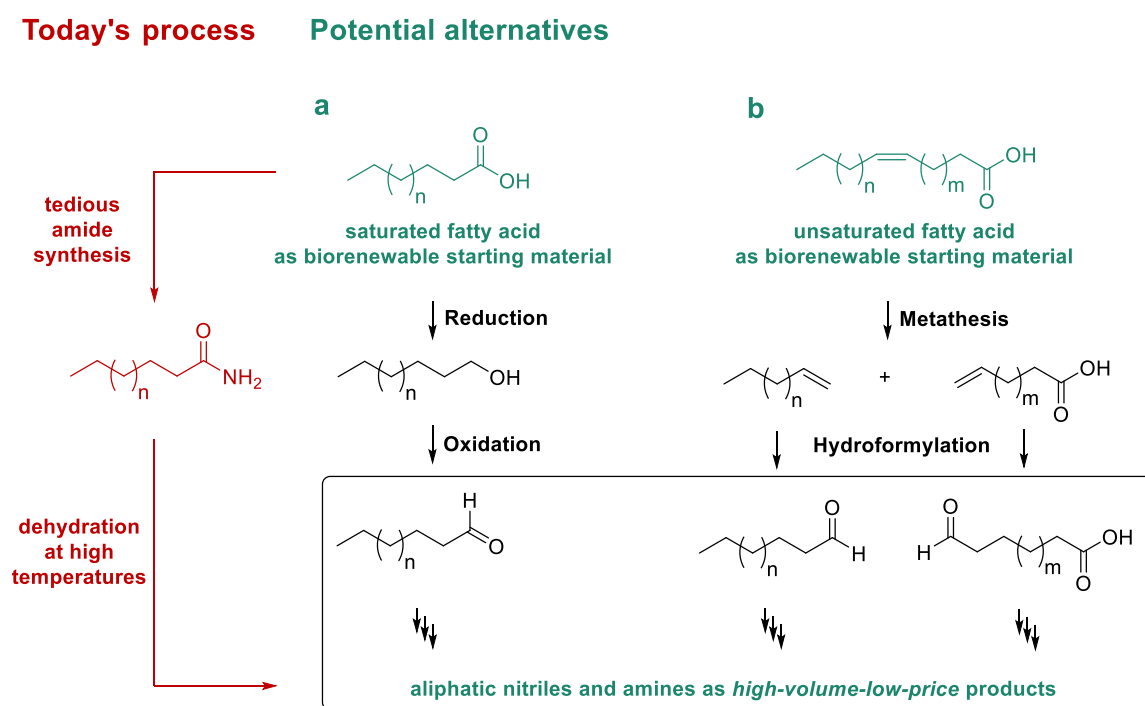 Today's process
Potential alternatives
a
b
O
OH
n
OH
O
n
m
tedious
amide
synthesis
saturated fatty acid
as biorenewable starting material
unsaturated fatty acid
as biorenewable starting material
Reduction
Metathesis
O
NH2
n
OH
n
n
+
OH
O
m
Oxidation
Hydroformylation
dehydration
at high
temperatures
H
O
n
O
H
n
O
H
OH
O
m
aliphatic nitriles and amines as high-volume-low-price products